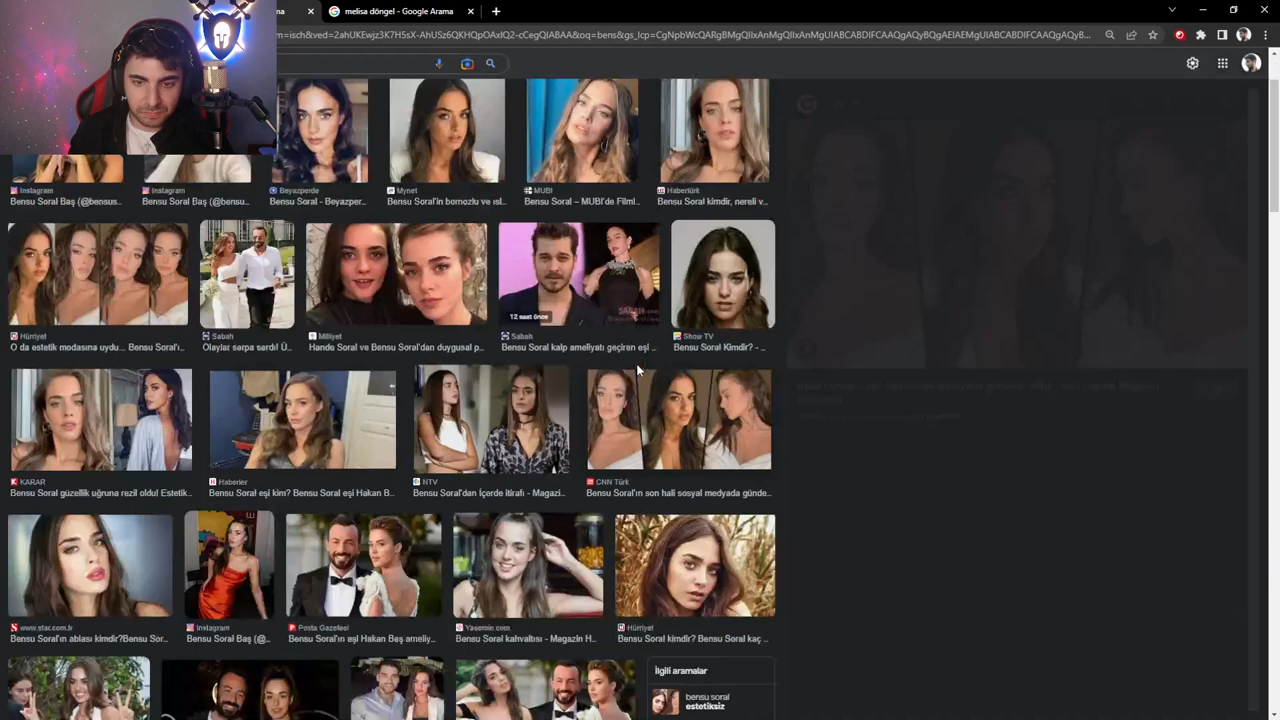 ma
melisa döngel - Google Arama
Instagram
Bensu Soral Baş (@bensus...
Instagram
Bensu Soral Baş (@bensu...
Beyazperde
Bensu Soral - Beyazper...
Mynet
Bensu Soral'ın bornozlu ve ısl...
MUBI
Bensu Soral – MUBI'de Filml...
Habertürk
Bensu Soral kimdir, nereli v...
Hürriyet
O da estetik modasına uydu... Bensu Soral'ı...
Sabah
Olaylar sarpa sardı! Ü...
Milliyet
Hande Soral ve Bensu Soral'dan duygusal p...
12 saat önce
Sabah
Bensu Soral kalp ameliyatı geçiren eşi ...
Show TV
Bensu Soral Kimdir? - ...
KARAR
Bensu Soral güzellik uğruna rezil oldu! Estetik...
Haberler
Bensu Soral eşi kim? Bensu Soral eşi Hakan B...
NTV
Bensu Soral'dan İçerde itirafı - Magazi...
CNN Türk
Bensu Soral'ın son hali sosyal medyada günde...
www.star.com.tr
Bensu Soral'ın ablası kimdir?Bensu Sor...
Instagram
Bensu Soral Baş (@...
Posta Gazetesi
Bensu Soral'ın eşi Hakan Baş ameliy...
Yasemin.com
Bensu Soral kahvaltısı - Magazin H...
Hürriyet
Bensu Soral kimdir? Bensu Soral kaç ...
İlgili aramalar
bensu soral
estetiksiz